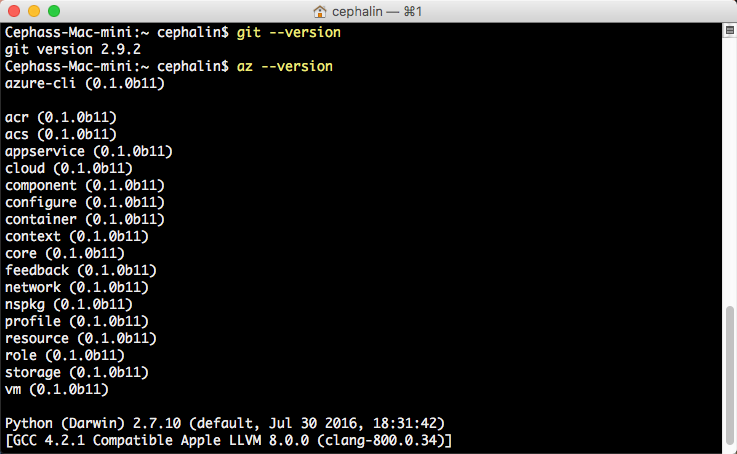 cephalin — ⌘1
Cephass-Mac-mini:~ cephalin$ git --version
git version 2.9.2
Cephass-Mac-mini:~ cephalin$ az --version
azure-cli (0.1.0b11)

acr (0.1.0b11)
acs (0.1.0b11)
appservice (0.1.0b11)
cloud (0.1.0b11)
component (0.1.0b11)
configure (0.1.0b11)
container (0.1.0b11)
context (0.1.0b11)
core (0.1.0b11)
feedback (0.1.0b11)
network (0.1.0b11)
nspkg (0.1.0b11)
profile (0.1.0b11)
resource (0.1.0b11)
role (0.1.0b11)
storage (0.1.0b11)
vm (0.1.0b11)

Python (Darwin) 2.7.10 (default, Jul 30 2016, 18:31:42)
[GCC 4.2.1 Compatible Apple LLVM 8.0.0 (clang-800.0.34)]